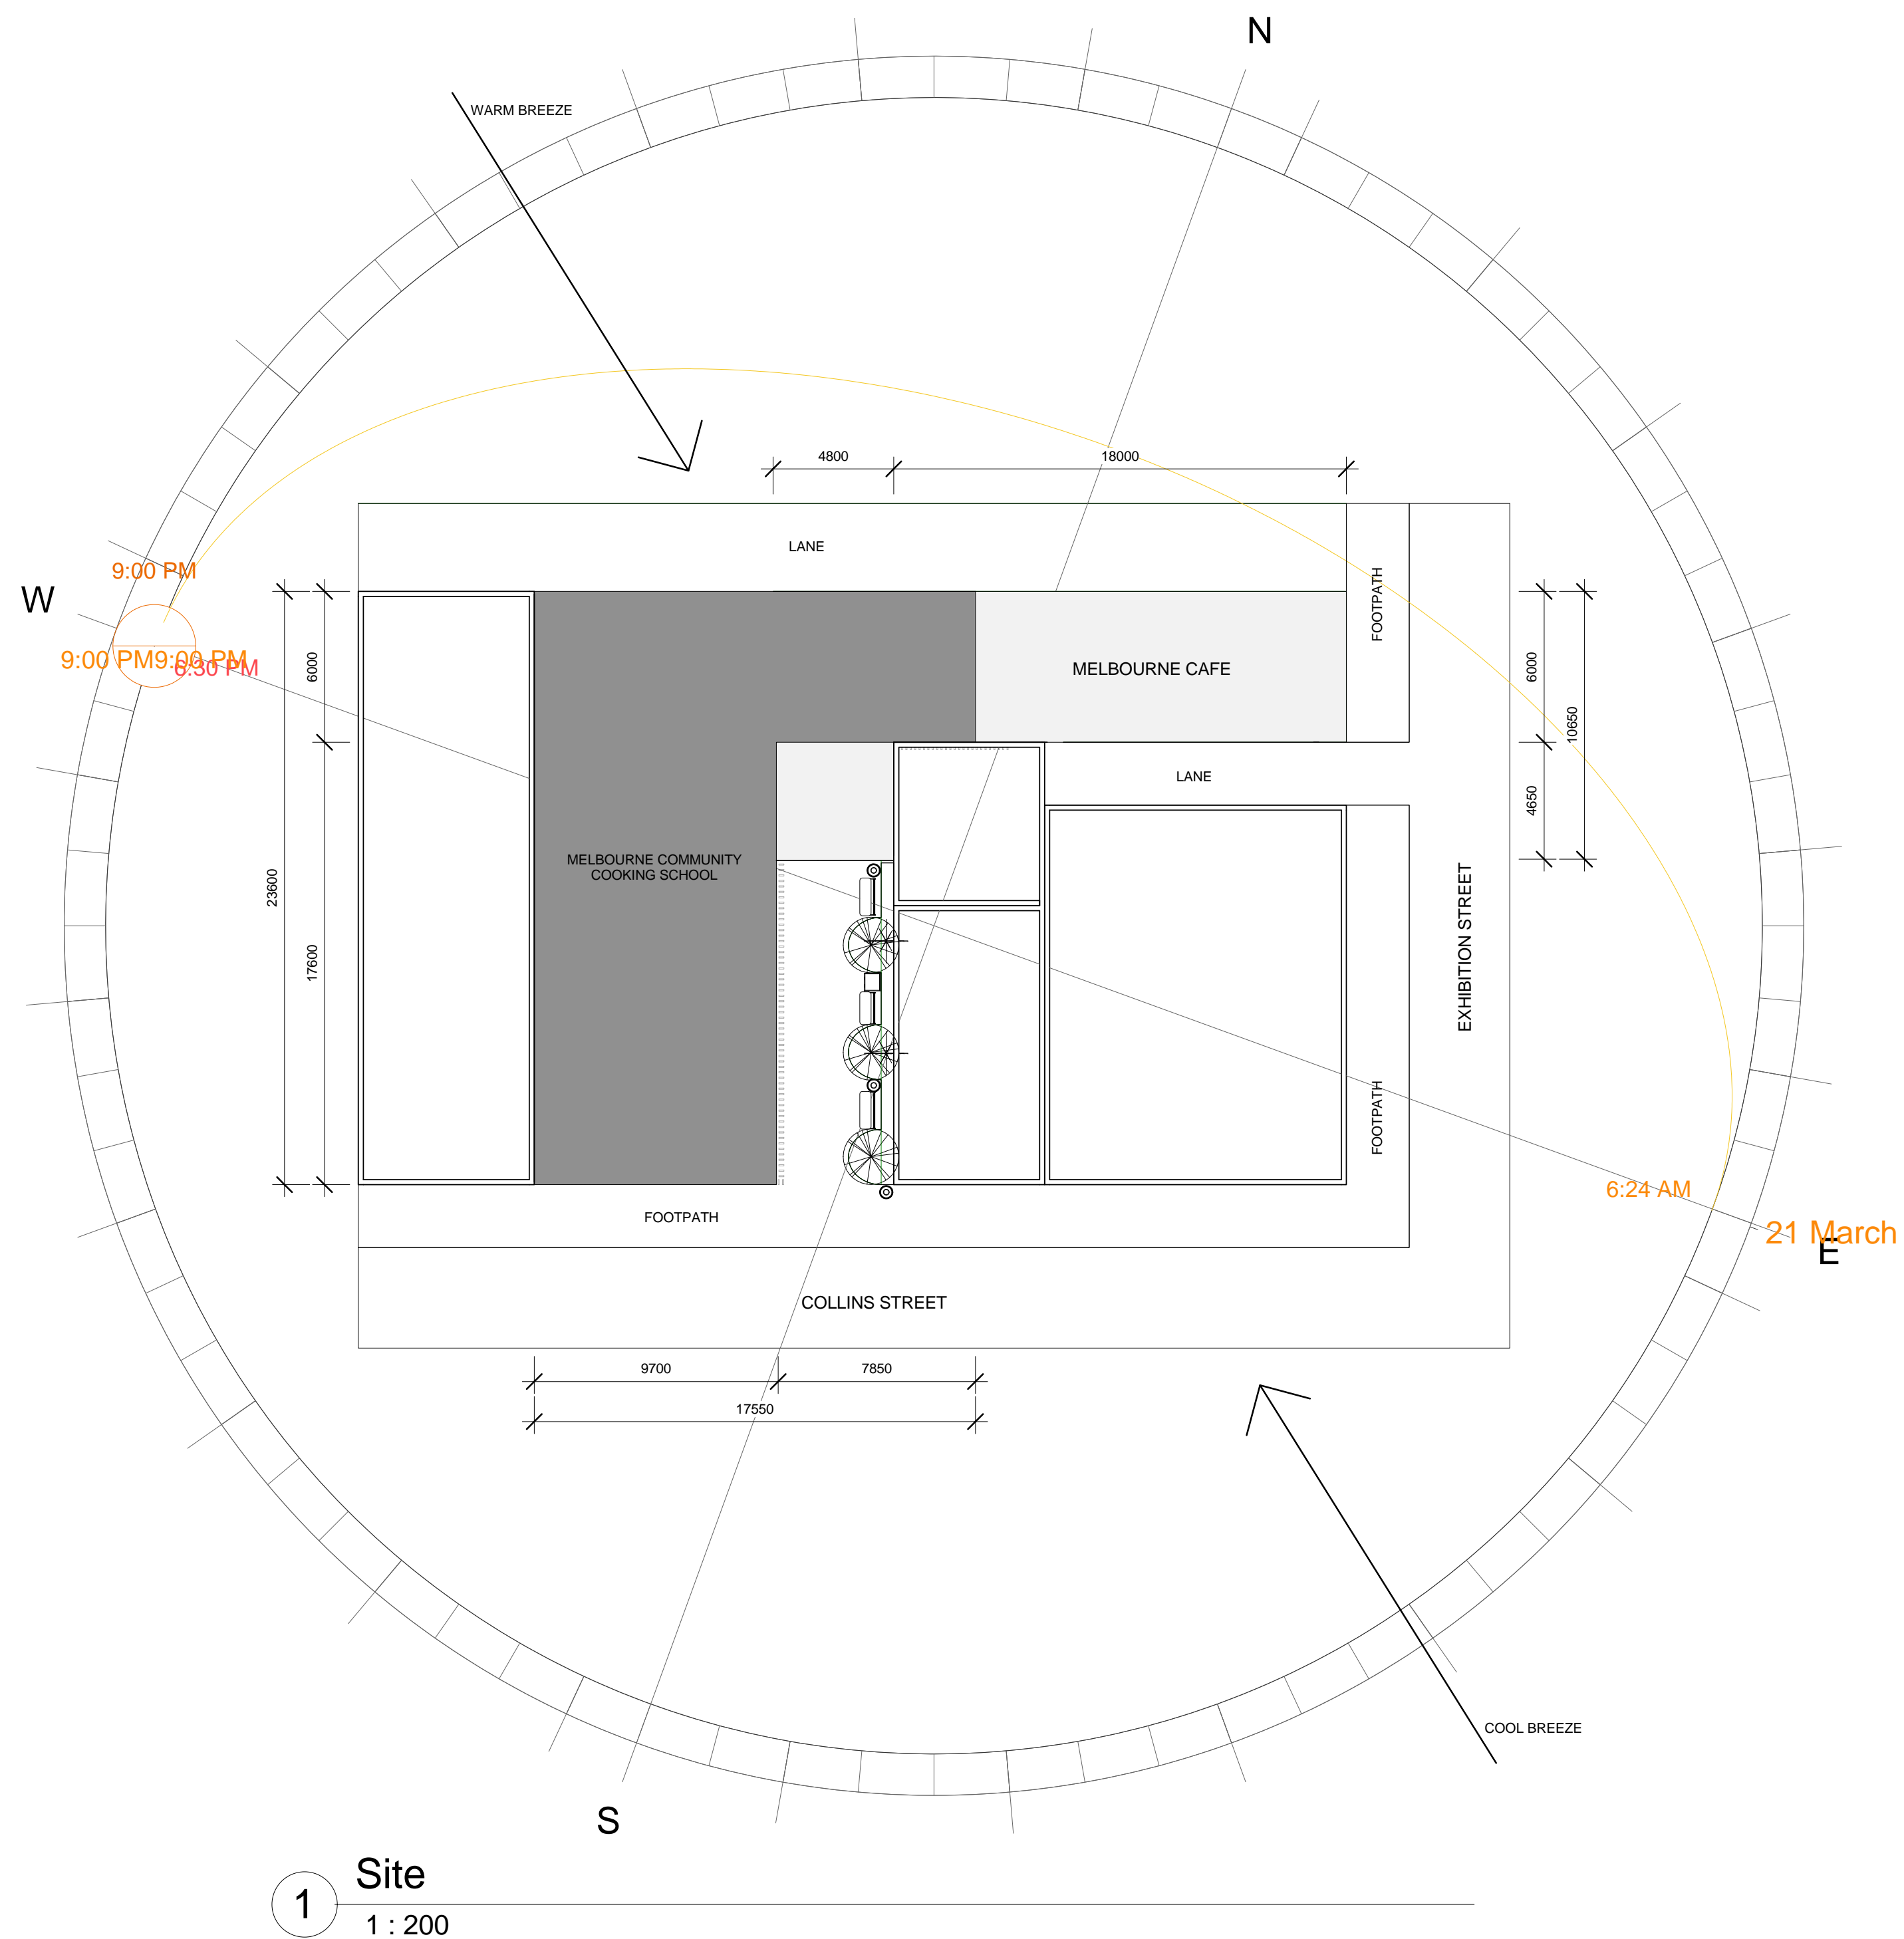 N
WARM BREEZE
4800
18000
LANE
FOOTPATH
W
9:00 PM
9:00 PM9:00 PM
6:30 PM
6000
MELBOURNE CAFE
6000
10650
LANE
4650
MELBOURNE COMMUNITY
COOKING SCHOOL
23600
17600
EXHIBITION STREET
FOOTPATH
6:24 AM
FOOTPATH
21 March
E
COLLINS STREET
9700
7850
17550
COOL BREEZE
S
1
Site
1 : 200